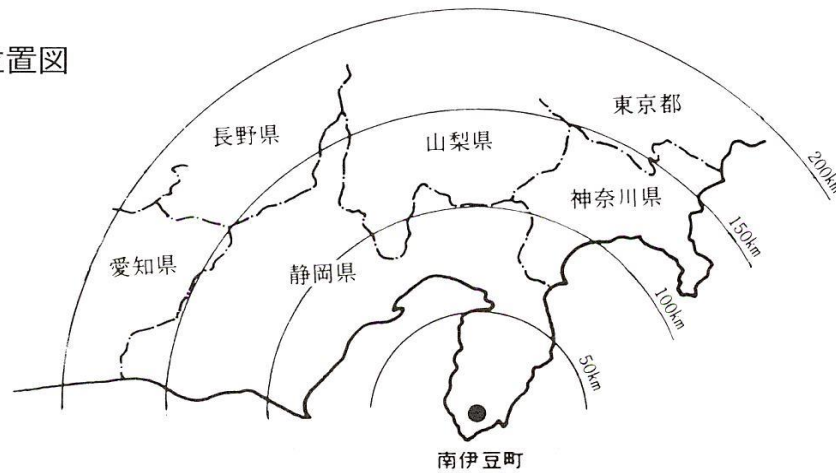 位置図
東京都
長野県
山梨県
神奈川県
愛知県
静岡県
200km
150km
100km
50km
南伊豆町